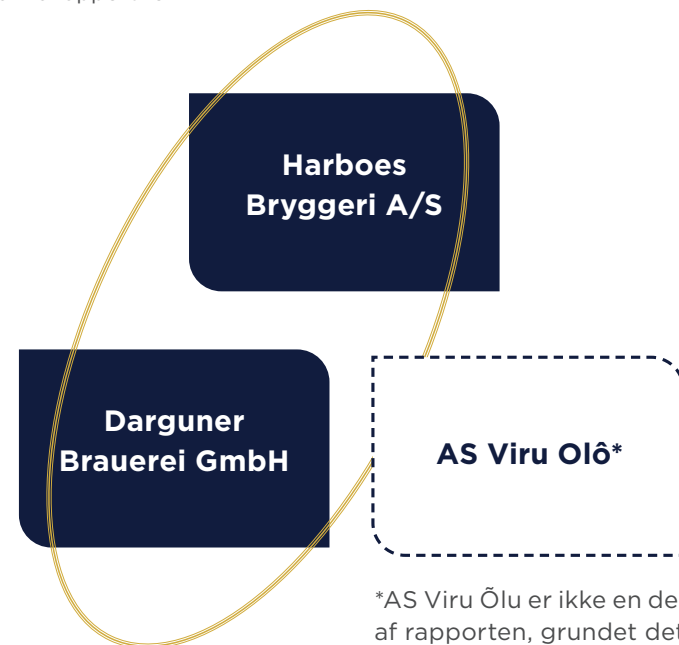 Harboes
Bryggeri A/S
Darguner
Brauerei GmbH
AS Viru Olô*
*AS Viru Õlu er ikke en de
af rapporten, grundet det